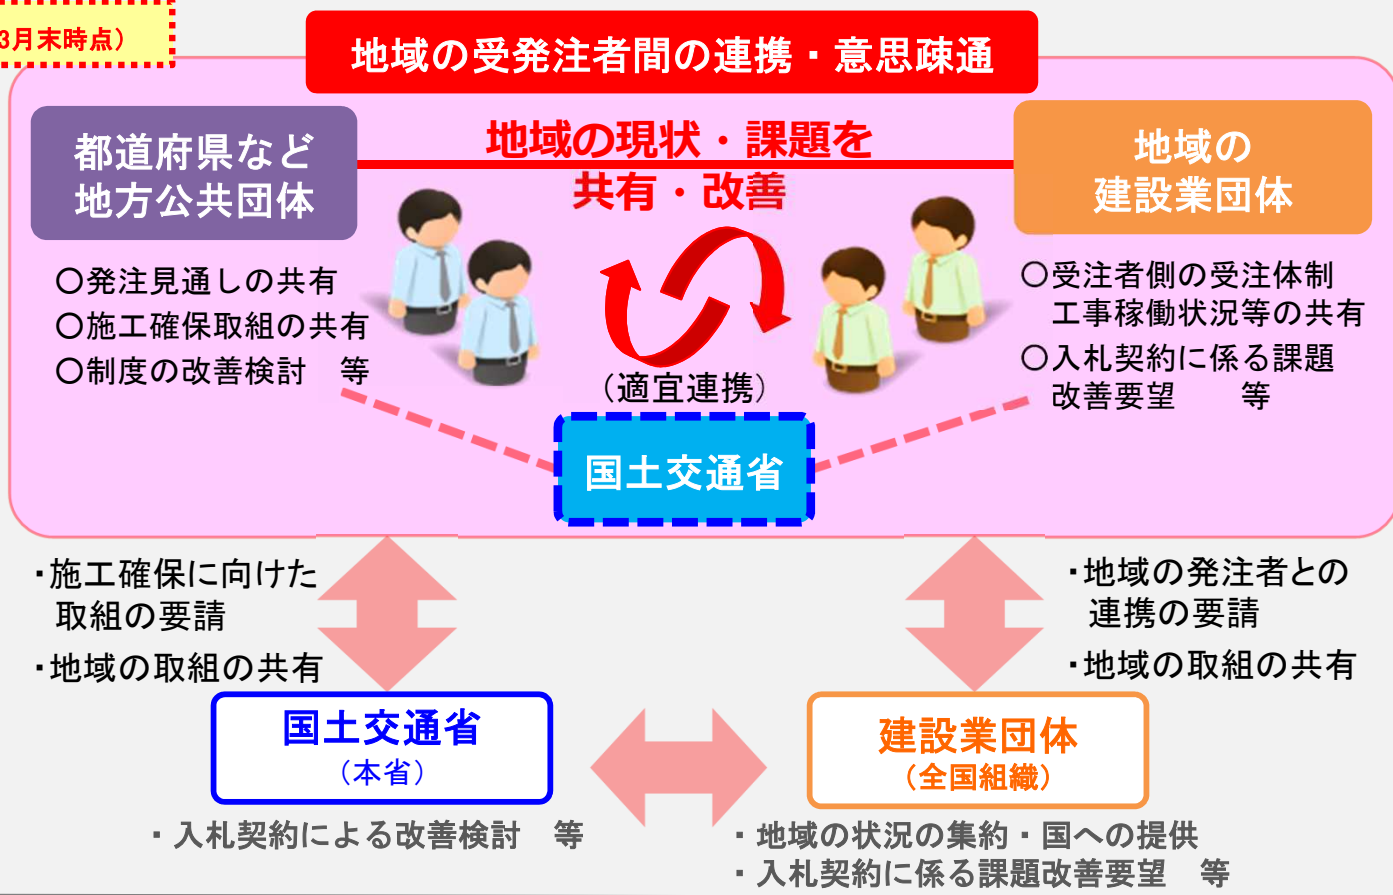 3月末時点）
地域の受発注者間の連携・意思疎通
都道府県など
地方公共団体
地域の現状・課題を
共有・改善
地域の
建設業団体
〇発注見通しの共有
〇施工確保取組の共有
〇制度の改善検討　等
〇受注者側の受注体制
工事稼働状況等の共有
〇入札契約に係る課題
改善要望　　等
（適宜連携）
国土交通省
・施工確保に向けた
取組の要請
・地域の取組の共有
・地域の発注者との
連携の要請
・地域の取組の共有
国土交通省
（本省）
・入札契約による改善検討　等
建設業団体
（全国組織）
・地域の状況の集約・国への提供
・入札契約に係る課題改善要望　等